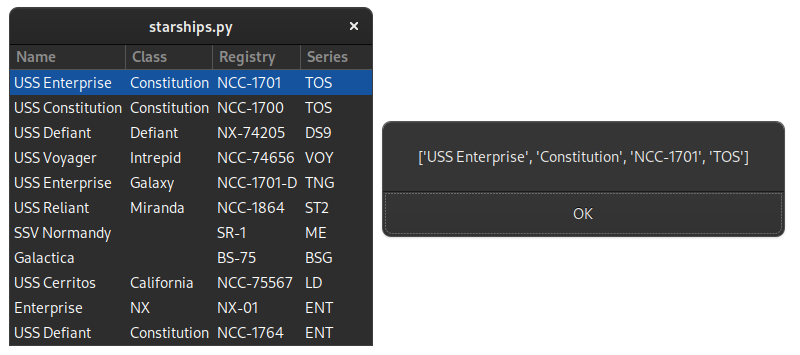 starships.py ×
Name Class Registry Series
USS Enterprise Constitution NCC-1701 TOS
USS Constitution Constitution NCC-1700 TOS
USS Defiant Defiant NX-74205 DS9
USS Voyager Intrepid NCC-74656 VOY
USS Enterprise Galaxy NCC-1701-D TNG
USS Reliant Miranda NCC-1864 ST2
SSV Normandy SR-1 ME
Galactica BS-75 BSG
USS Cerritos California NCC-75567 LD
Enterprise NX NX-01 ENT
USS Defiant Constitution NCC-1764 ENT
['USS Enterprise', 'Constitution', 'NCC-1701', 'TOS']
OK